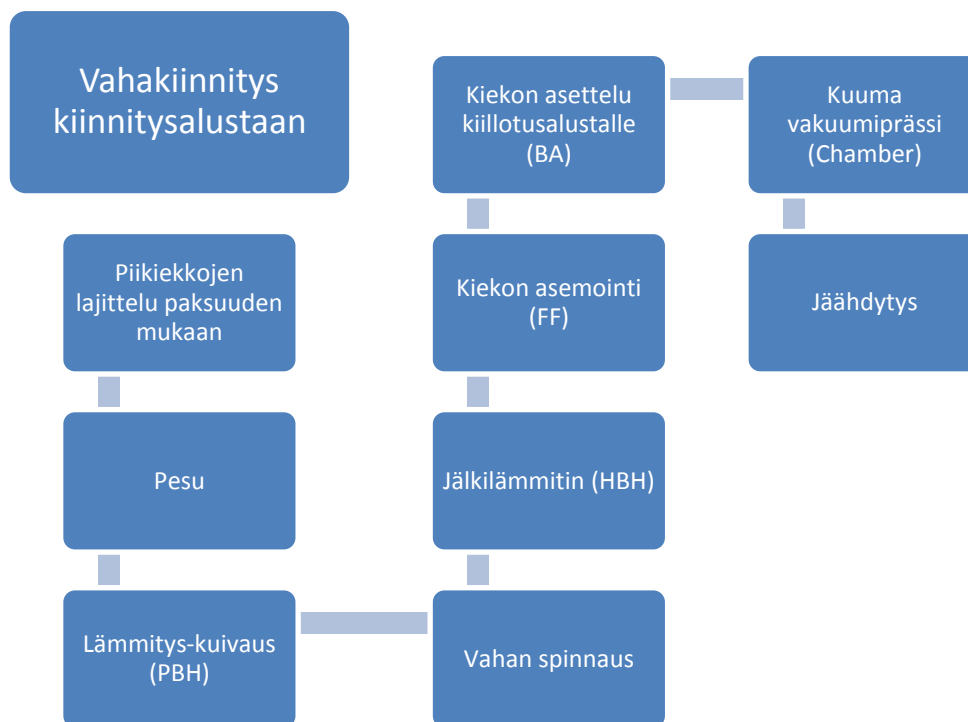 Vahakiinnitys
kiinnitysalustaan
Piikiekkojen
lajittelu paksuuden
mukaan
Pesu
Lämmitys-kuivaus
(PBH)
Vahan spinnaus
Jälkilämmitin (HBH)
Kiekon asemointi
(FF)
Kiekon asettelu
kiillotusalustalle
(BA)
Kuuma
vakuumiprässi
(Chamber)
Jäähdytys